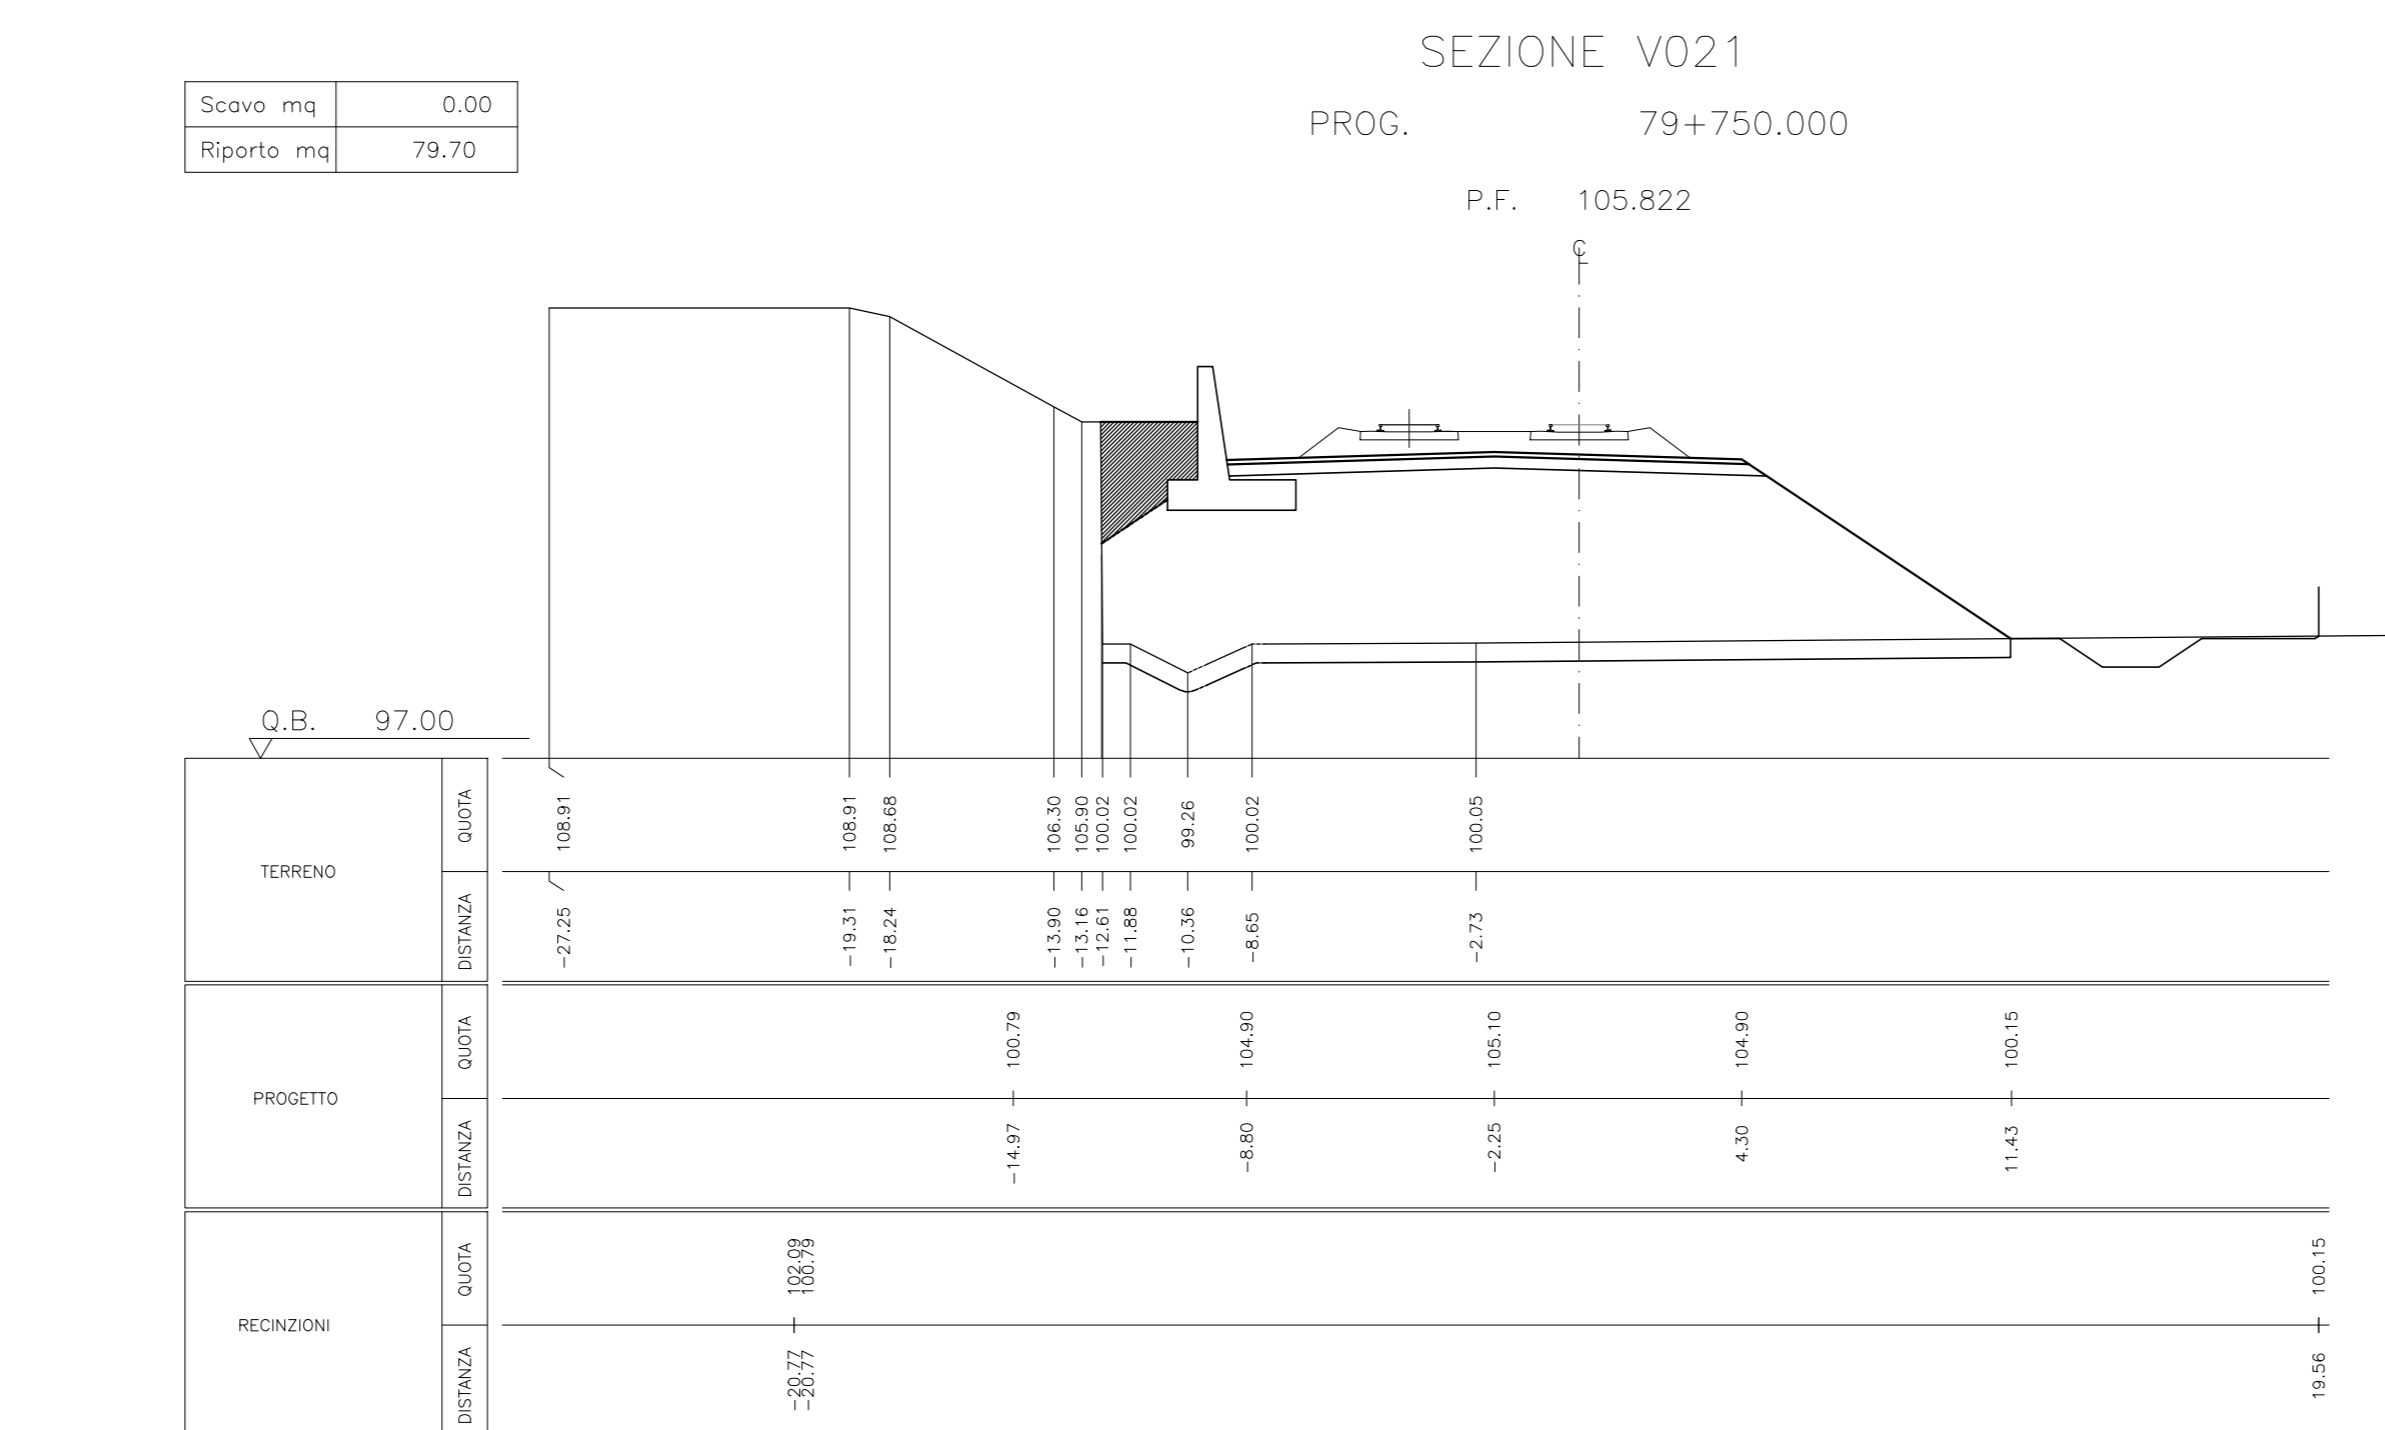 SEZIONE V021
PROG. 79+750.000
P.F. 105.822
Scavo mq 0.00
Riporto mq 79.70
℄
Q.B. 97.00
TERRENO
QUOTA 108.91 108.91 108.68 106.30 105.90 100.02 100.02 99.26 100.02 100.05
DISTANZA -27.25 -19.31 -18.24 -13.90 -13.16 -12.61 -11.88 -10.36 -8.65 -2.73
PROGETTO
QUOTA 100.79 104.90 105.10 104.90 100.15
DISTANZA -14.97 -8.80 -2.25 4.30 11.43
RECINZIONI
QUOTA 102.09 100.79 100.15
DISTANZA -20.77 -20.77 19.56